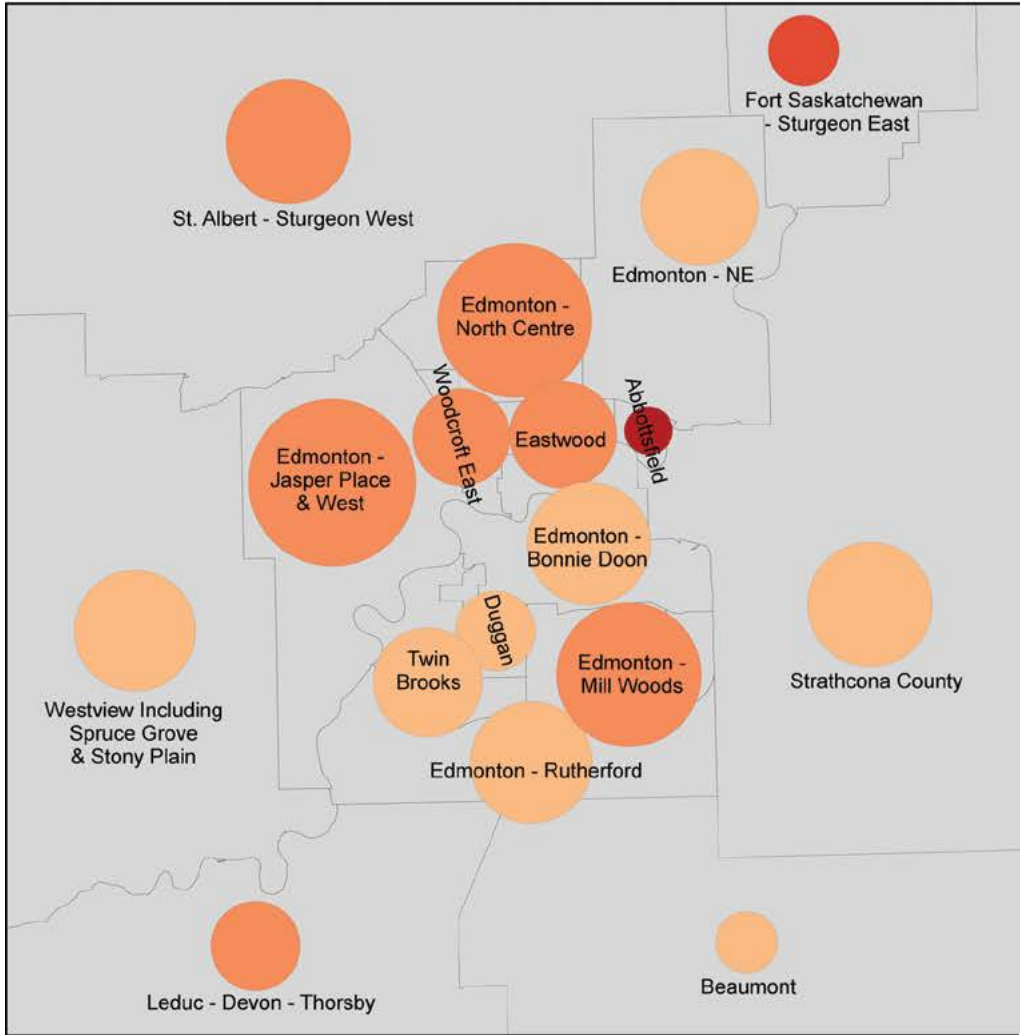 Fort Saskatchewan
- Sturgeon East
St. Albert - Sturgeon West
Edmonton - NE
Edmonton -
North Centre
Woodcroft East
Eastwood
Abbottsfield
Edmonton -
Jasper Place
& West
Edmonton -
Bonnie Doon
Duggan
Twin
Brooks
Edmonton -
Mill Woods
Strathcona County
Westview Including
Spruce Grove
& Stony Plain
Edmonton - Rutherford
Leduc - Devon - Thorsby
Beaumont